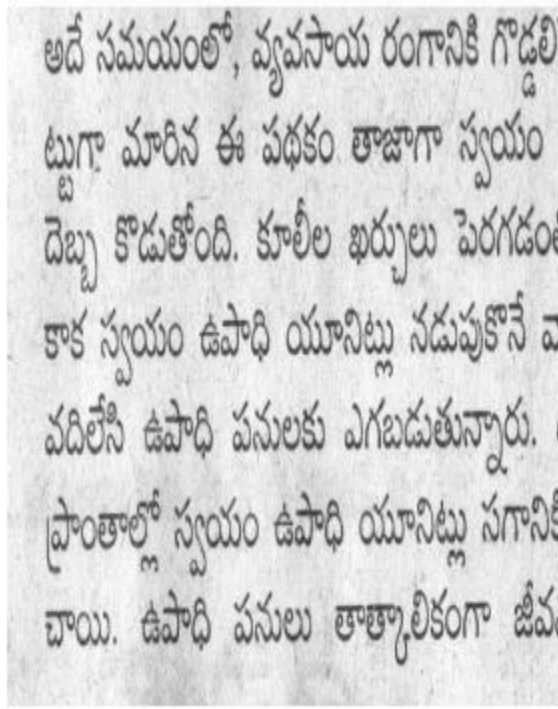 అదే సమయంలో, వ్యవసాయ రంగానికి గొడ్డలి
ట్టుగా మారిన ఈ పథకం తాజాగా స్వయం
దెబ్బ కొడుతోంది. కూలీల ఖర్చులు పెరగడం
కాక స్వయం ఉపాధి యూనిట్లు నడుపుకొనే
వదిలేసి ఉపాధి పనులకు ఎగబడుతున్నారు.
ప్రాంతాల్లో స్వయం ఉపాధి యూనిట్లు సగానికి
చాయి. ఉపాధి పనులు తాత్కాలికంగా జీవ